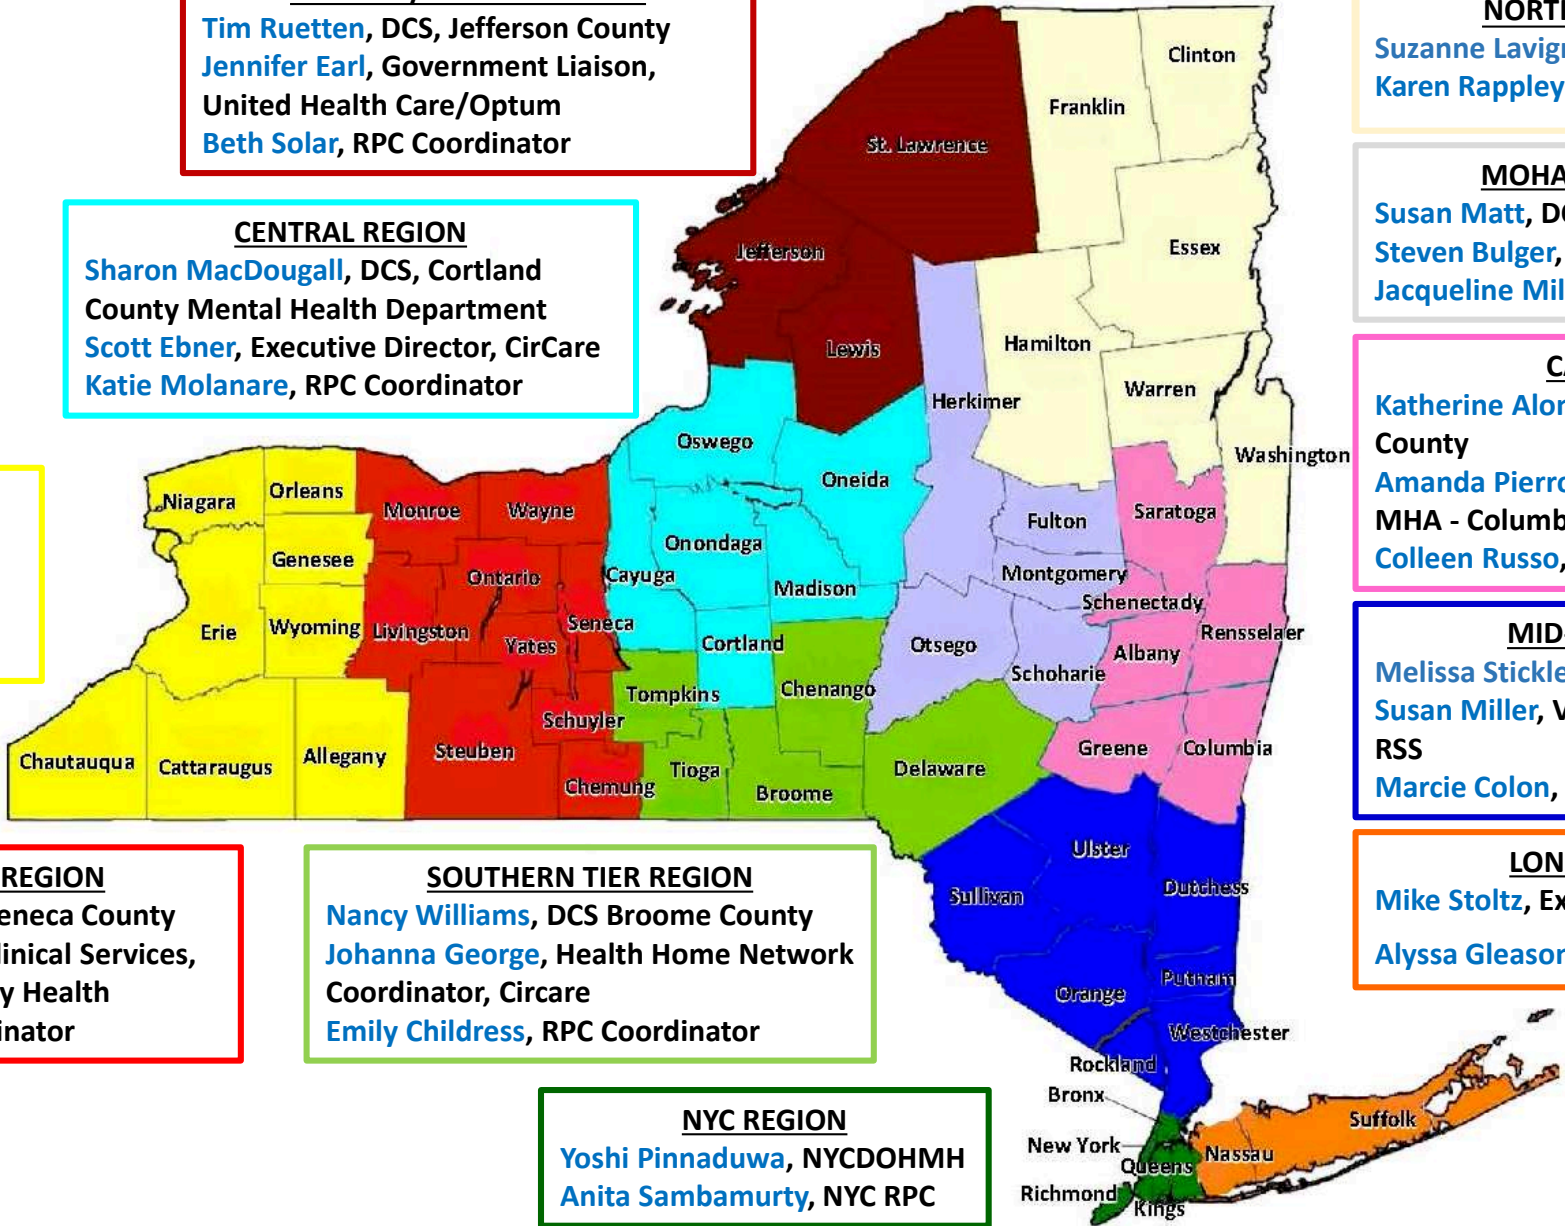 Tim Ruetten, DCS, Jefferson County
Jennifer Earl, Government Liaison,
United Health Care/Optum
Beth Solar, RPC Coordinator
CENTRAL REGION
Sharon MacDougall, DCS, Cortland
County Mental Health Department
Scott Ebner, Executive Director, CirCare
Katie Molanare, RPC Coordinator
REGION
eneca County
linical Services,
y Health
inator
SOUTHERN TIER REGION
Nancy Williams, DCS Broome County
Johanna George, Health Home Network
Coordinator, Circare
Emily Childress, RPC Coordinator
NYC REGION
Yoshi Pinnaduwa, NYCDOHMH
Anita Sambamurty, NYC RPC
NORT
Suzanne Lavig
Karen Rappley
MOHA
Susan Matt, D
Steven Bulger,
Jacqueline Mil
CA
Katherine Alo
County
Amanda Pierro
MHA - Columb
Colleen Russo,
MID
Melissa Stickle
Susan Miller, V
RSS
Marcie Colon,
LON
Mike Stoltz, Ex
Alyssa Gleason
Clinton
Franklin
St. Lawrence
Essex
Jefferson
Lewis
Hamilton
Herkimer
Warren
Washington
Oswego
Oneida
Niagara
Orleans
Monroe
Wayne
Fulton
Saratoga
Genesee
Onondaga
Ontario
Cayuga
Madison
Montgomery
Schenectady
Erie
Wyoming
Livingston
Seneca
Yates
Cortland
Otsego
Albany
Rensselaer
Schoharie
Tompkins
Chenango
Schuyler
Steuben
Chautauqua
Cattaraugus
Allegany
Chemung
Tioga
Broome
Delaware
Greene
Columbia
Ulster
Sullivan
Dutchess
Orange
Putnam
Westchester
Rockland
Bronx
New York
Queens
Nassau
Suffolk
Richmond
Kings